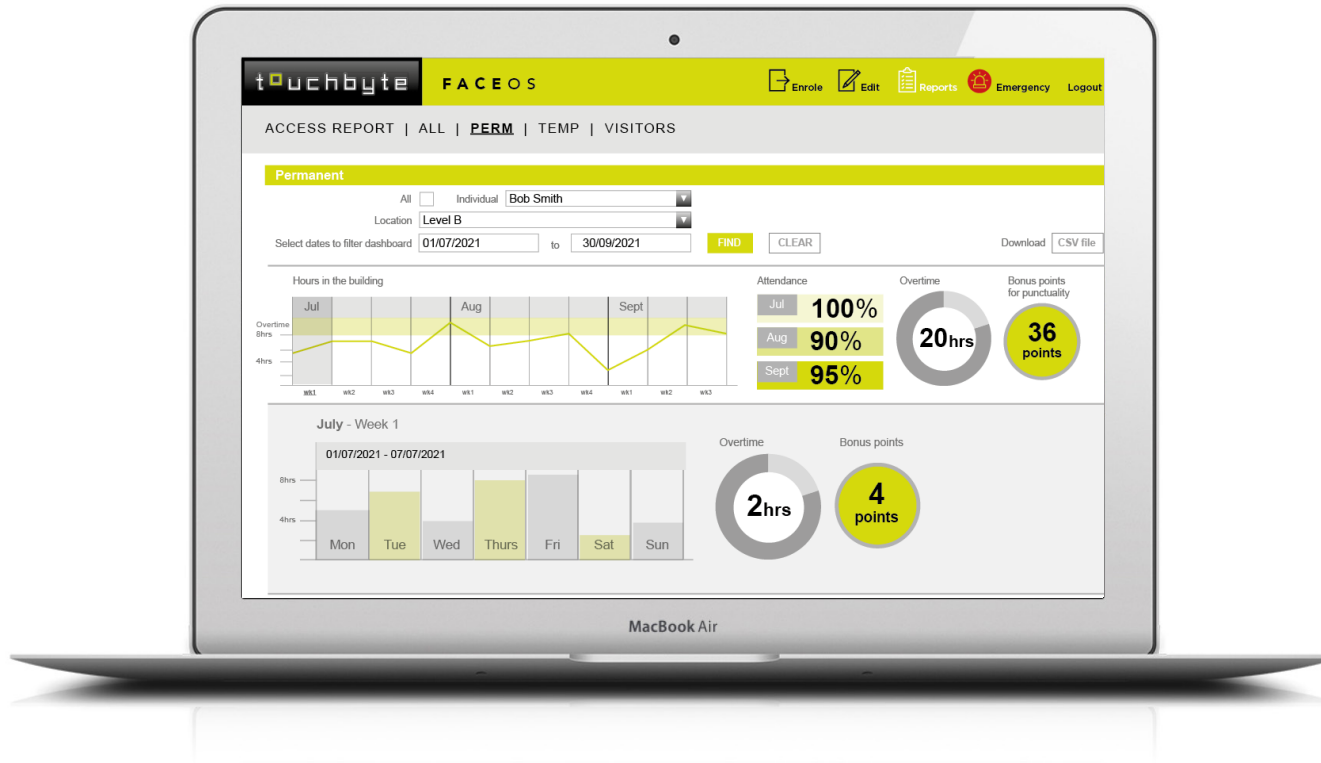 touchbyte FACEOS Enrole Edit Reports Emergency Logout
ACCESS REPORT | ALL | PERM | TEMP | VISITORS
Permanent
All Individual Bob Smith
Location Level B
Select dates to filter dashboard 01/07/2021 to 30/09/2021 FIND CLEAR Download CSV file
Hours in the building
Jul Aug Sept
Overtime
8hrs
4hrs
wk1 wk2 wk3 wk4 wk1 wk2 wk3 wk4 wk1 wk2 wk3
Attendance
Jul 100%
Aug 90%
Sept 95%
Overtime
20hrs
Bonus points
for punctuality
36
points
July - Week 1
01/07/2021 - 07/07/2021
8hrs
4hrs
Mon Tue Wed Thurs Fri Sat Sun
Overtime
2hrs
Bonus points
4
points
MacBook Air